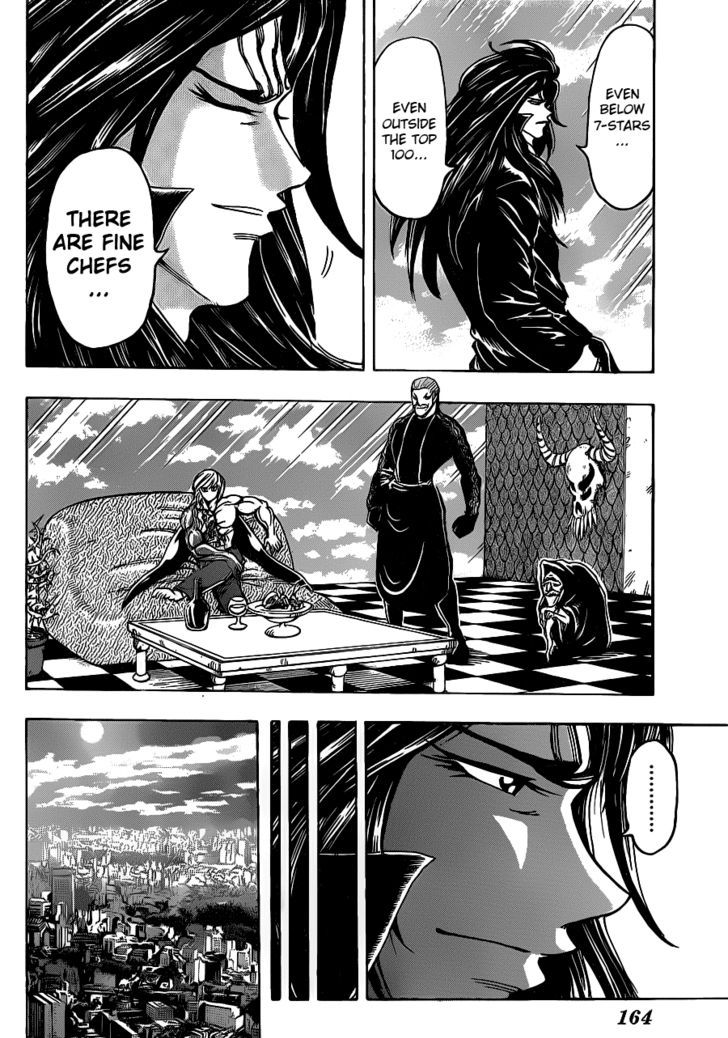 EVEN
OUTSIDE
THE TOP
100...
EVEN
BELOW
7-STARS
...
THERE
ARE FINE
CHEFS
...
.........
164